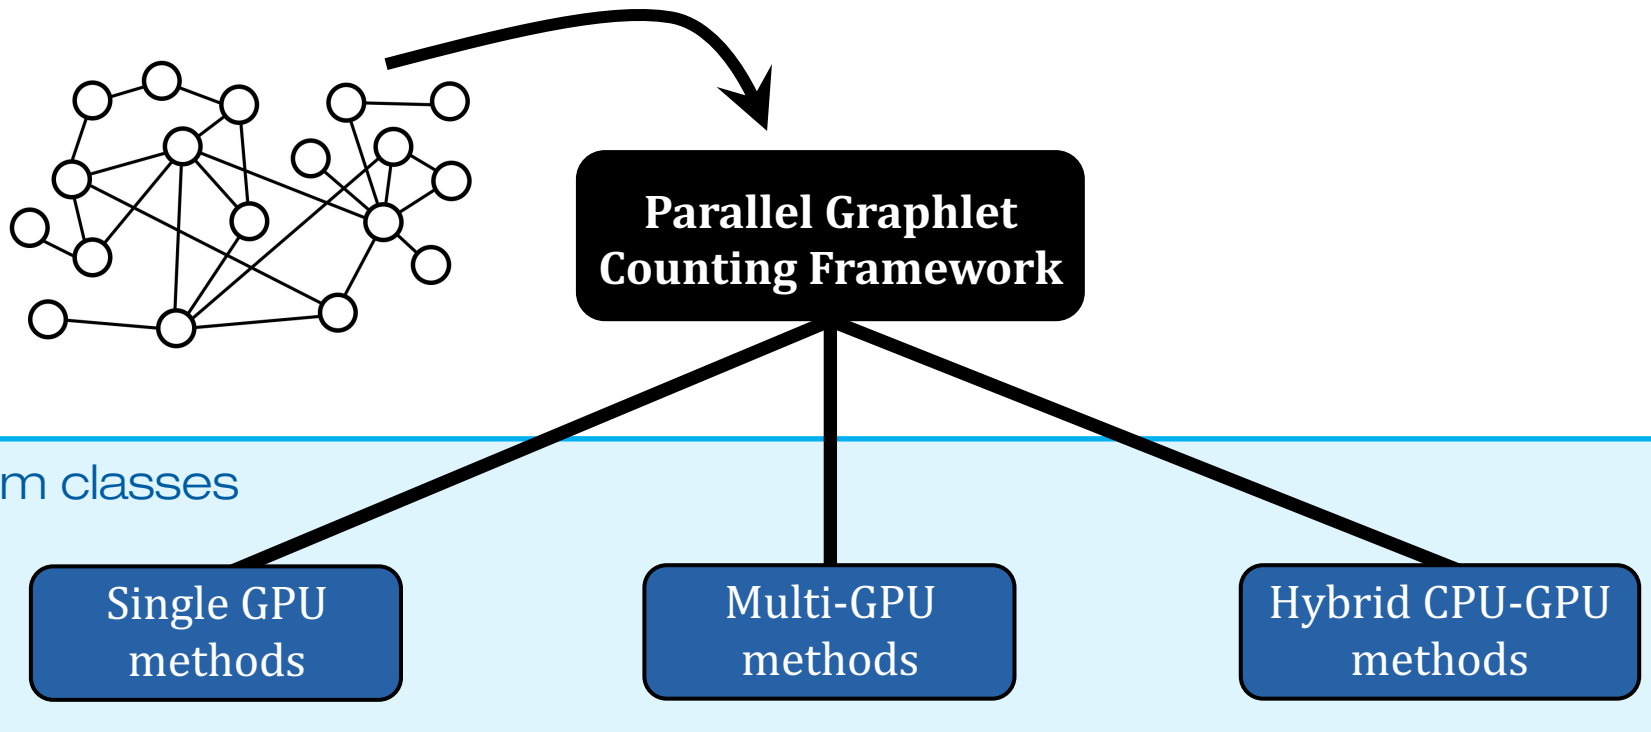 Parallel Graphlet
Counting Framework
m classes
Single GPU
methods
Multi-GPU
methods
Hybrid CPU-GPU
methods